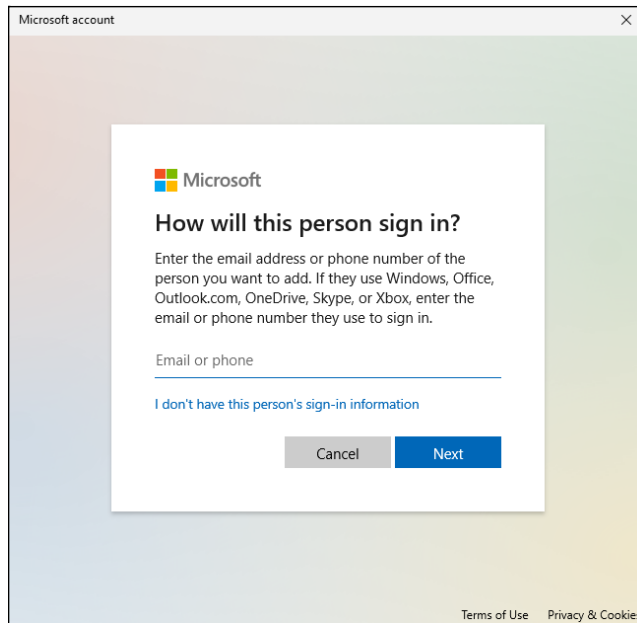 Microsoft account
Microsoft
How will this person sign in?
Enter the email address or phone number of the
person you want to add. If they use Windows, Office,
Outlook.com, OneDrive, Skype, or Xbox, enter the
email or phone number they use to sign in.
Email or phone
I don't have this person's sign-in information
Cancel Next
Terms of Use Privacy & Cookies